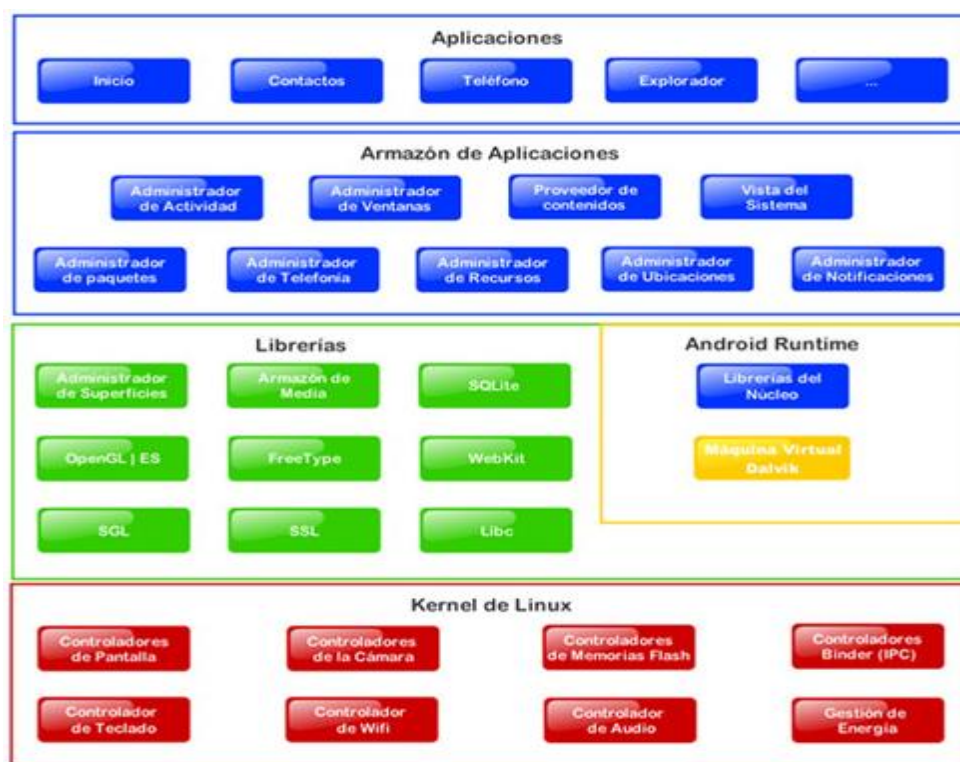 Aplicaciones
Inicio
Contactos
Teléfono
Explorador
...
Armazón de Aplicaciones
Administrador
de Actividad
Administrador
de Ventanas
Proveedor de
contenidos
Vista del
Sistema
Administrador
de paquetes
Administrador
de Telefonía
Administrador
de Recursos
Administrador
de Ubicaciones
Administrador
de Notificaciones
Librerías
Administrador
de Superficies
Armazón de
Media
SQLite
OpenGL | ES
FreeType
WebKit
SGL
SSL
Libc
Android Runtime
Librerías del
Núcleo
Máquina Virtual
Dalvik
Kernel de Linux
Controladores
de Pantalla
Controladores
de la Cámara
Controladores
de Memorias Flash
Controladores
Binder (IPC)
Controlador
de Teclado
Controlador
de Wifi
Controlador
de Audio
Gestión de
Energía